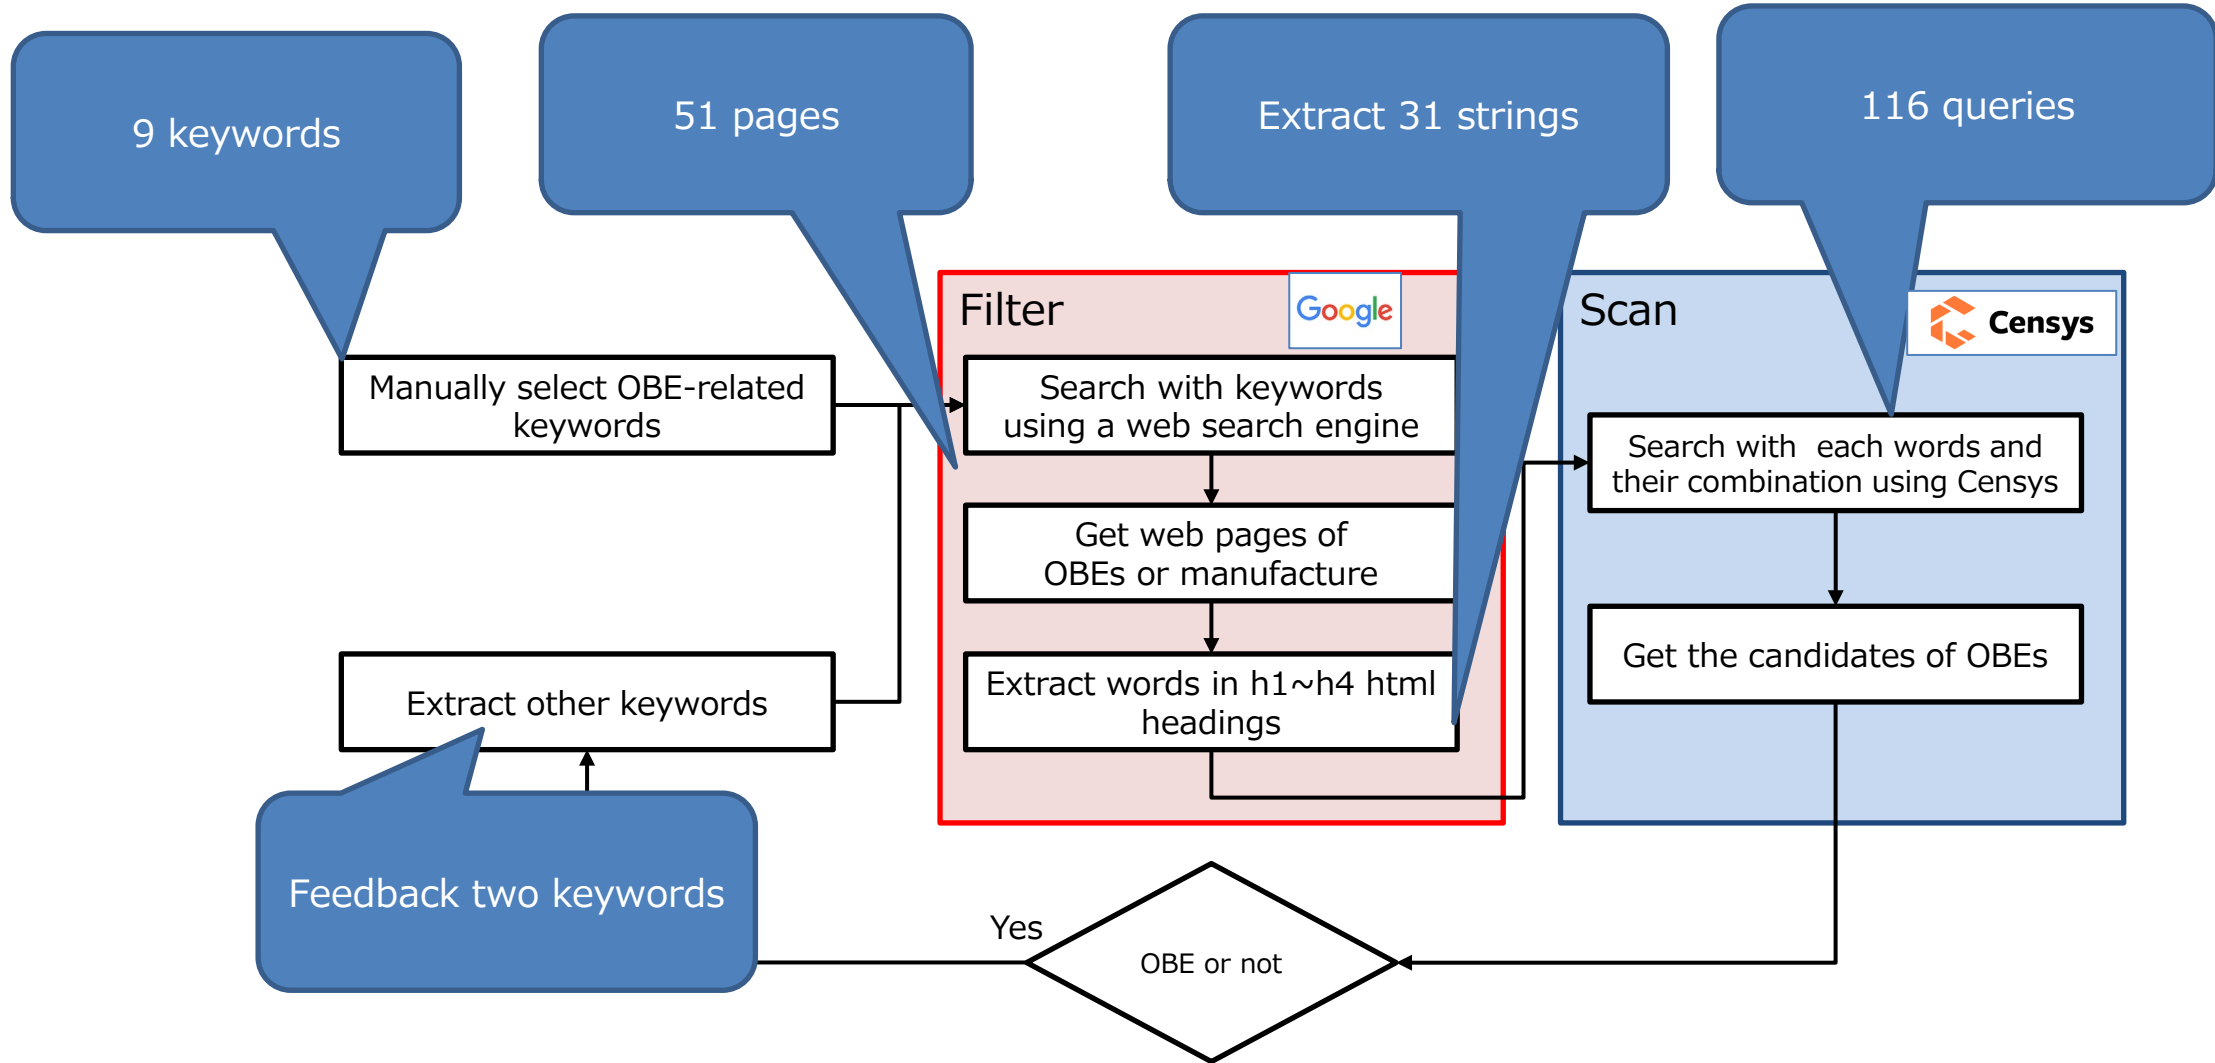 9 keywords
51 pages
Extract 31 strings
116 queries
Filter
Google
Scan
Censys
Manually select OBE-related
keywords
Search with keywords
using a web search engine
Search with  each words and
their combination using Censys
Get web pages of
OBEs or manufacture
Get the candidates of OBEs
Extract other keywords
Extract words in h1~h4 html
headings
Feedback two keywords
Yes
OBE or not